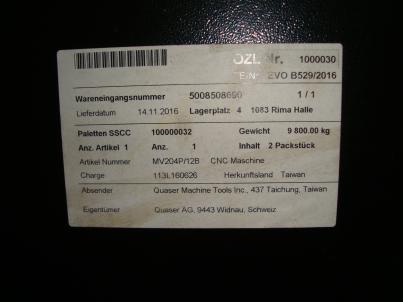 ÖZL Nr. 1000030
EVO B529/2016
Wareneingangsnummer 5008508690 1 / 1
Lieferdatum 14.11.2016 Lagerplatz 4 1083 Rima Halle
Paletten SSCC 100000032 Gewicht 9 800.00 kg
Anz. Artikel 1 Anz. 1 Inhalt 2 Packstück
Artikel Nummer MV204P/12B CNC Maschine
Charge 113L160626 Herkunftsland Taiwan
Absender Quaser Machine Tools Inc., 437 Taichung, Taiwan
Eigentümer Quaser AG, 9443 Widnau, Schweiz